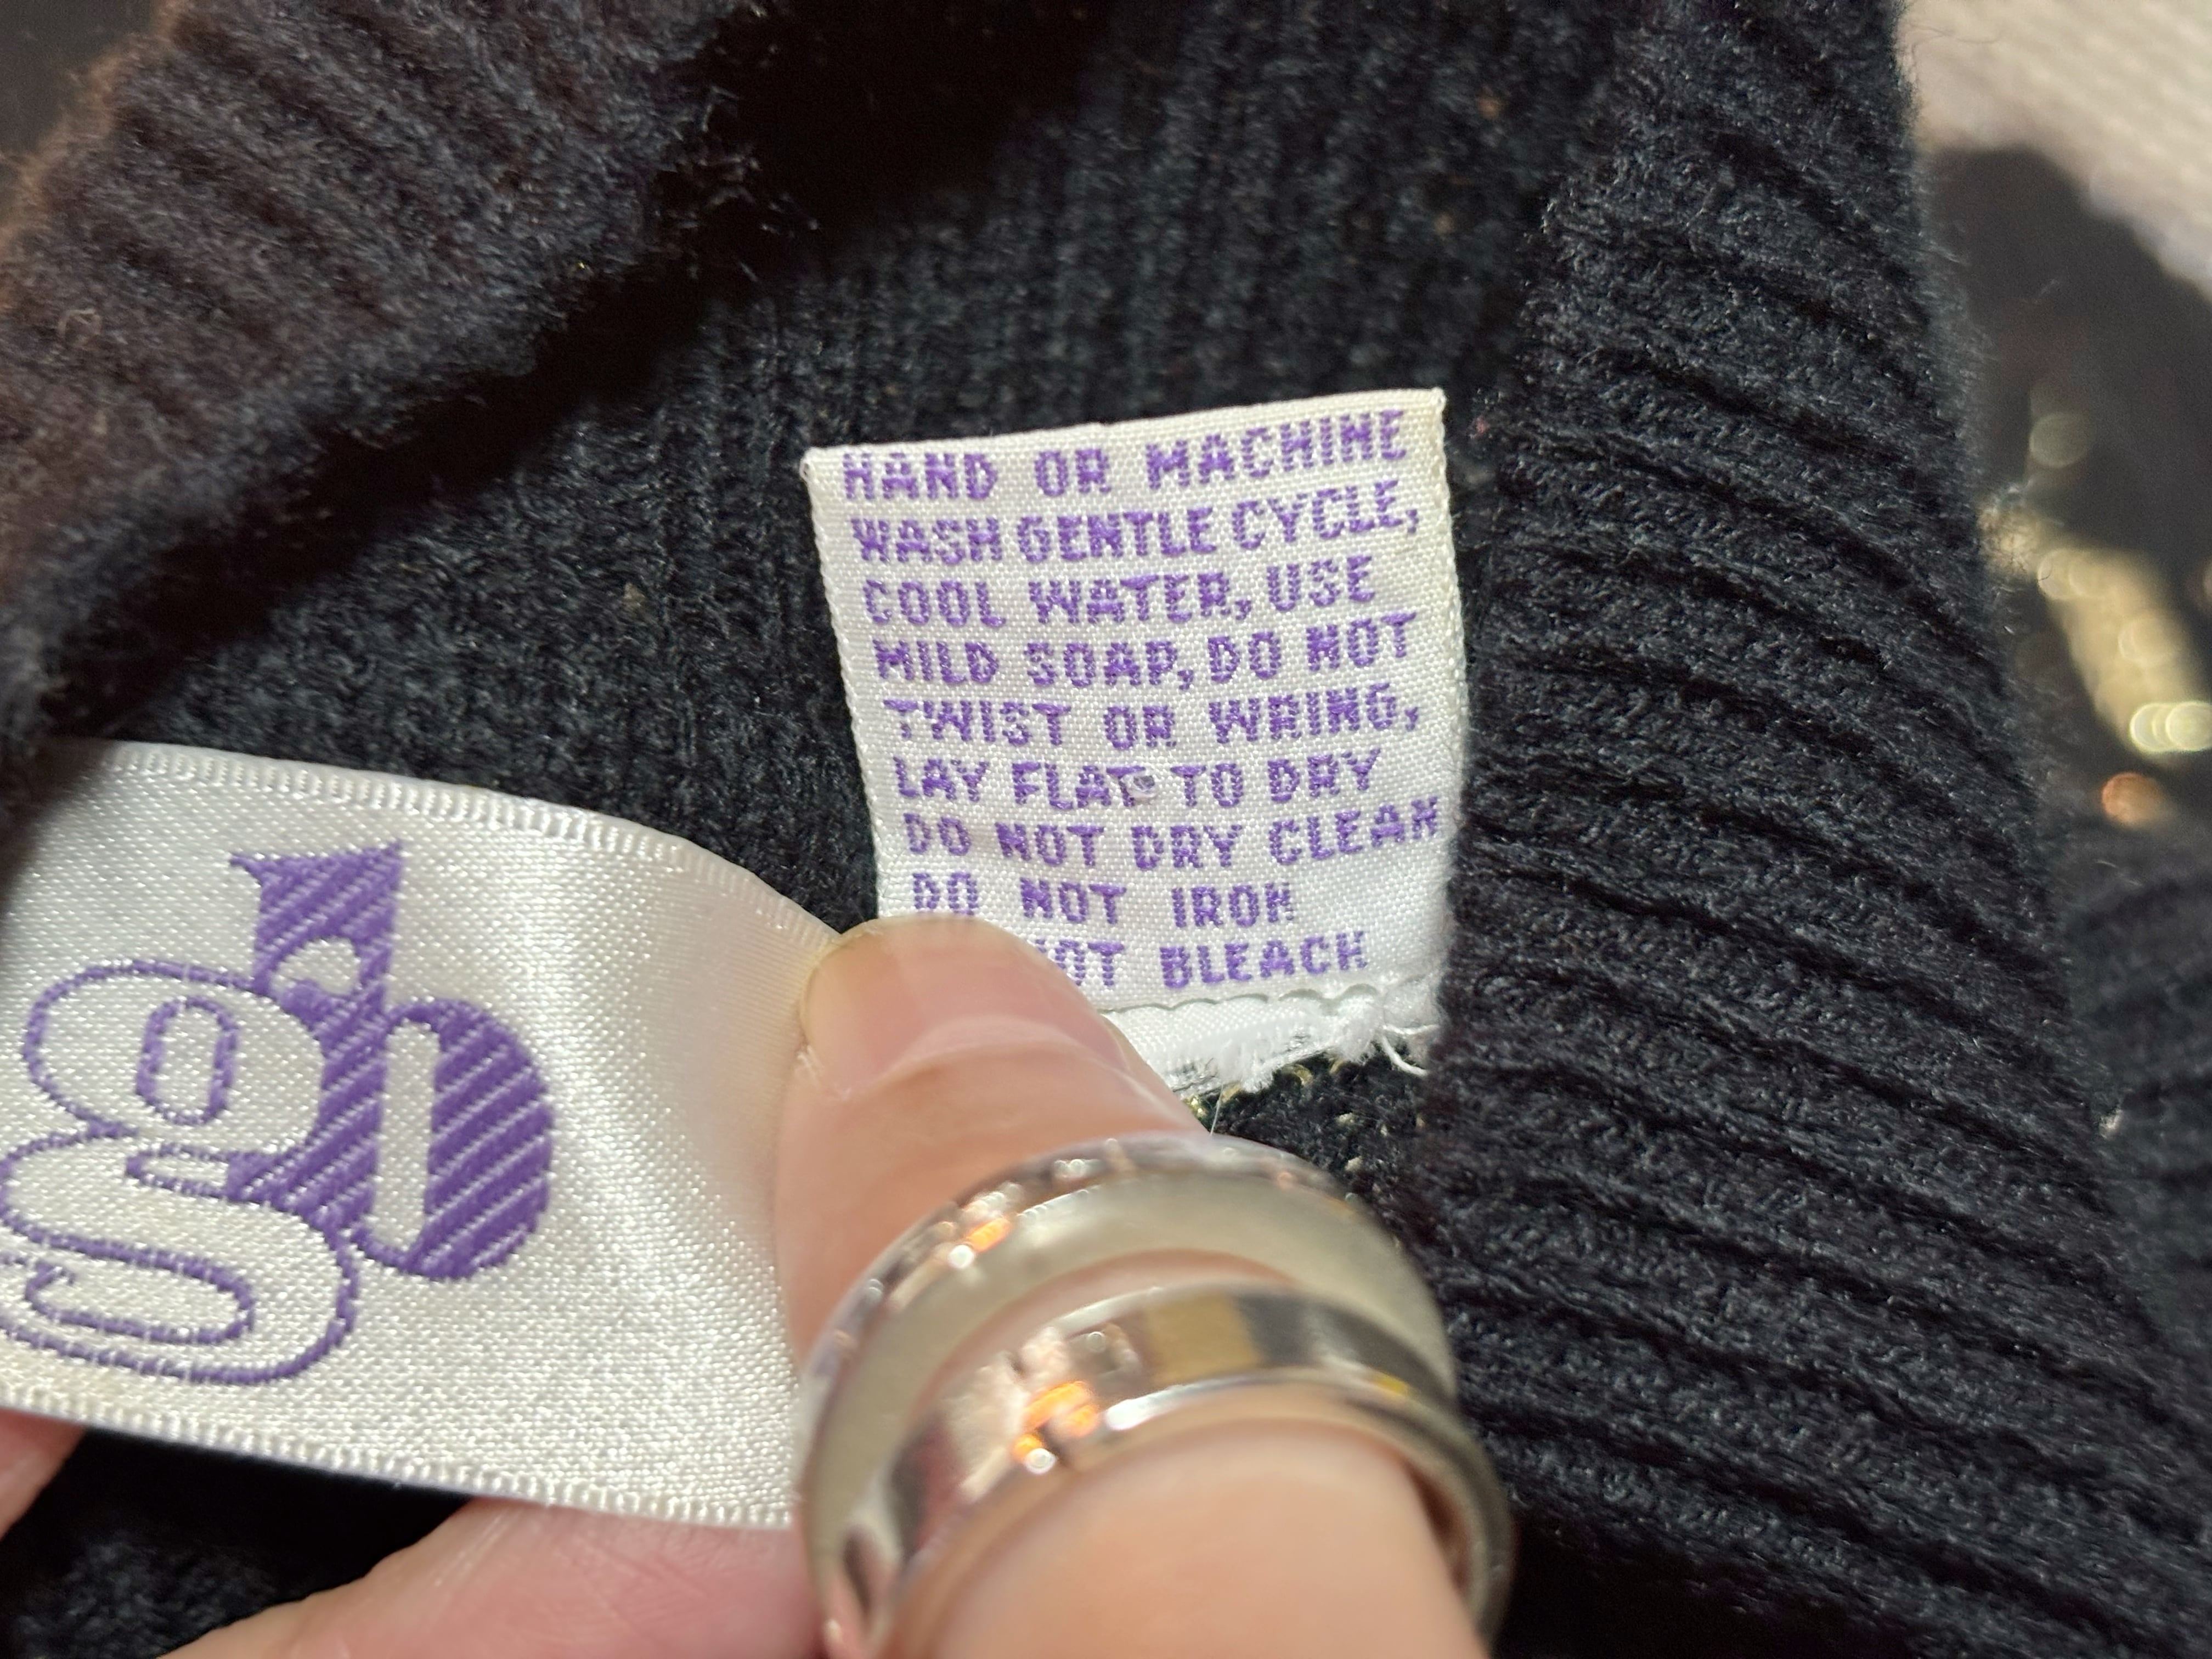 HAND OR MACHINE
WASH GENTLE CYCLE,
COOL WATER, USE
MILD SOAP, DO NOT
TWIST OR WRING,
LAY FLAT TO DRY
DO NOT DRY CLEAN
DO NOT IRON
NOT BLEACH